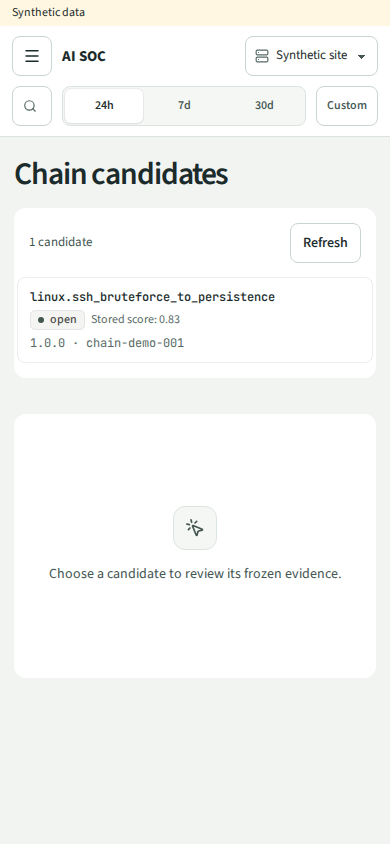 Synthetic data
AI SOC
Synthetic site
24h
7d
30d
Custom
Chain candidates
1 candidate
Refresh
linux.ssh_bruteforce_to_persistence
open Stored score: 0.83
1.0.0 · chain-demo-001
Choose a candidate to review its frozen evidence.